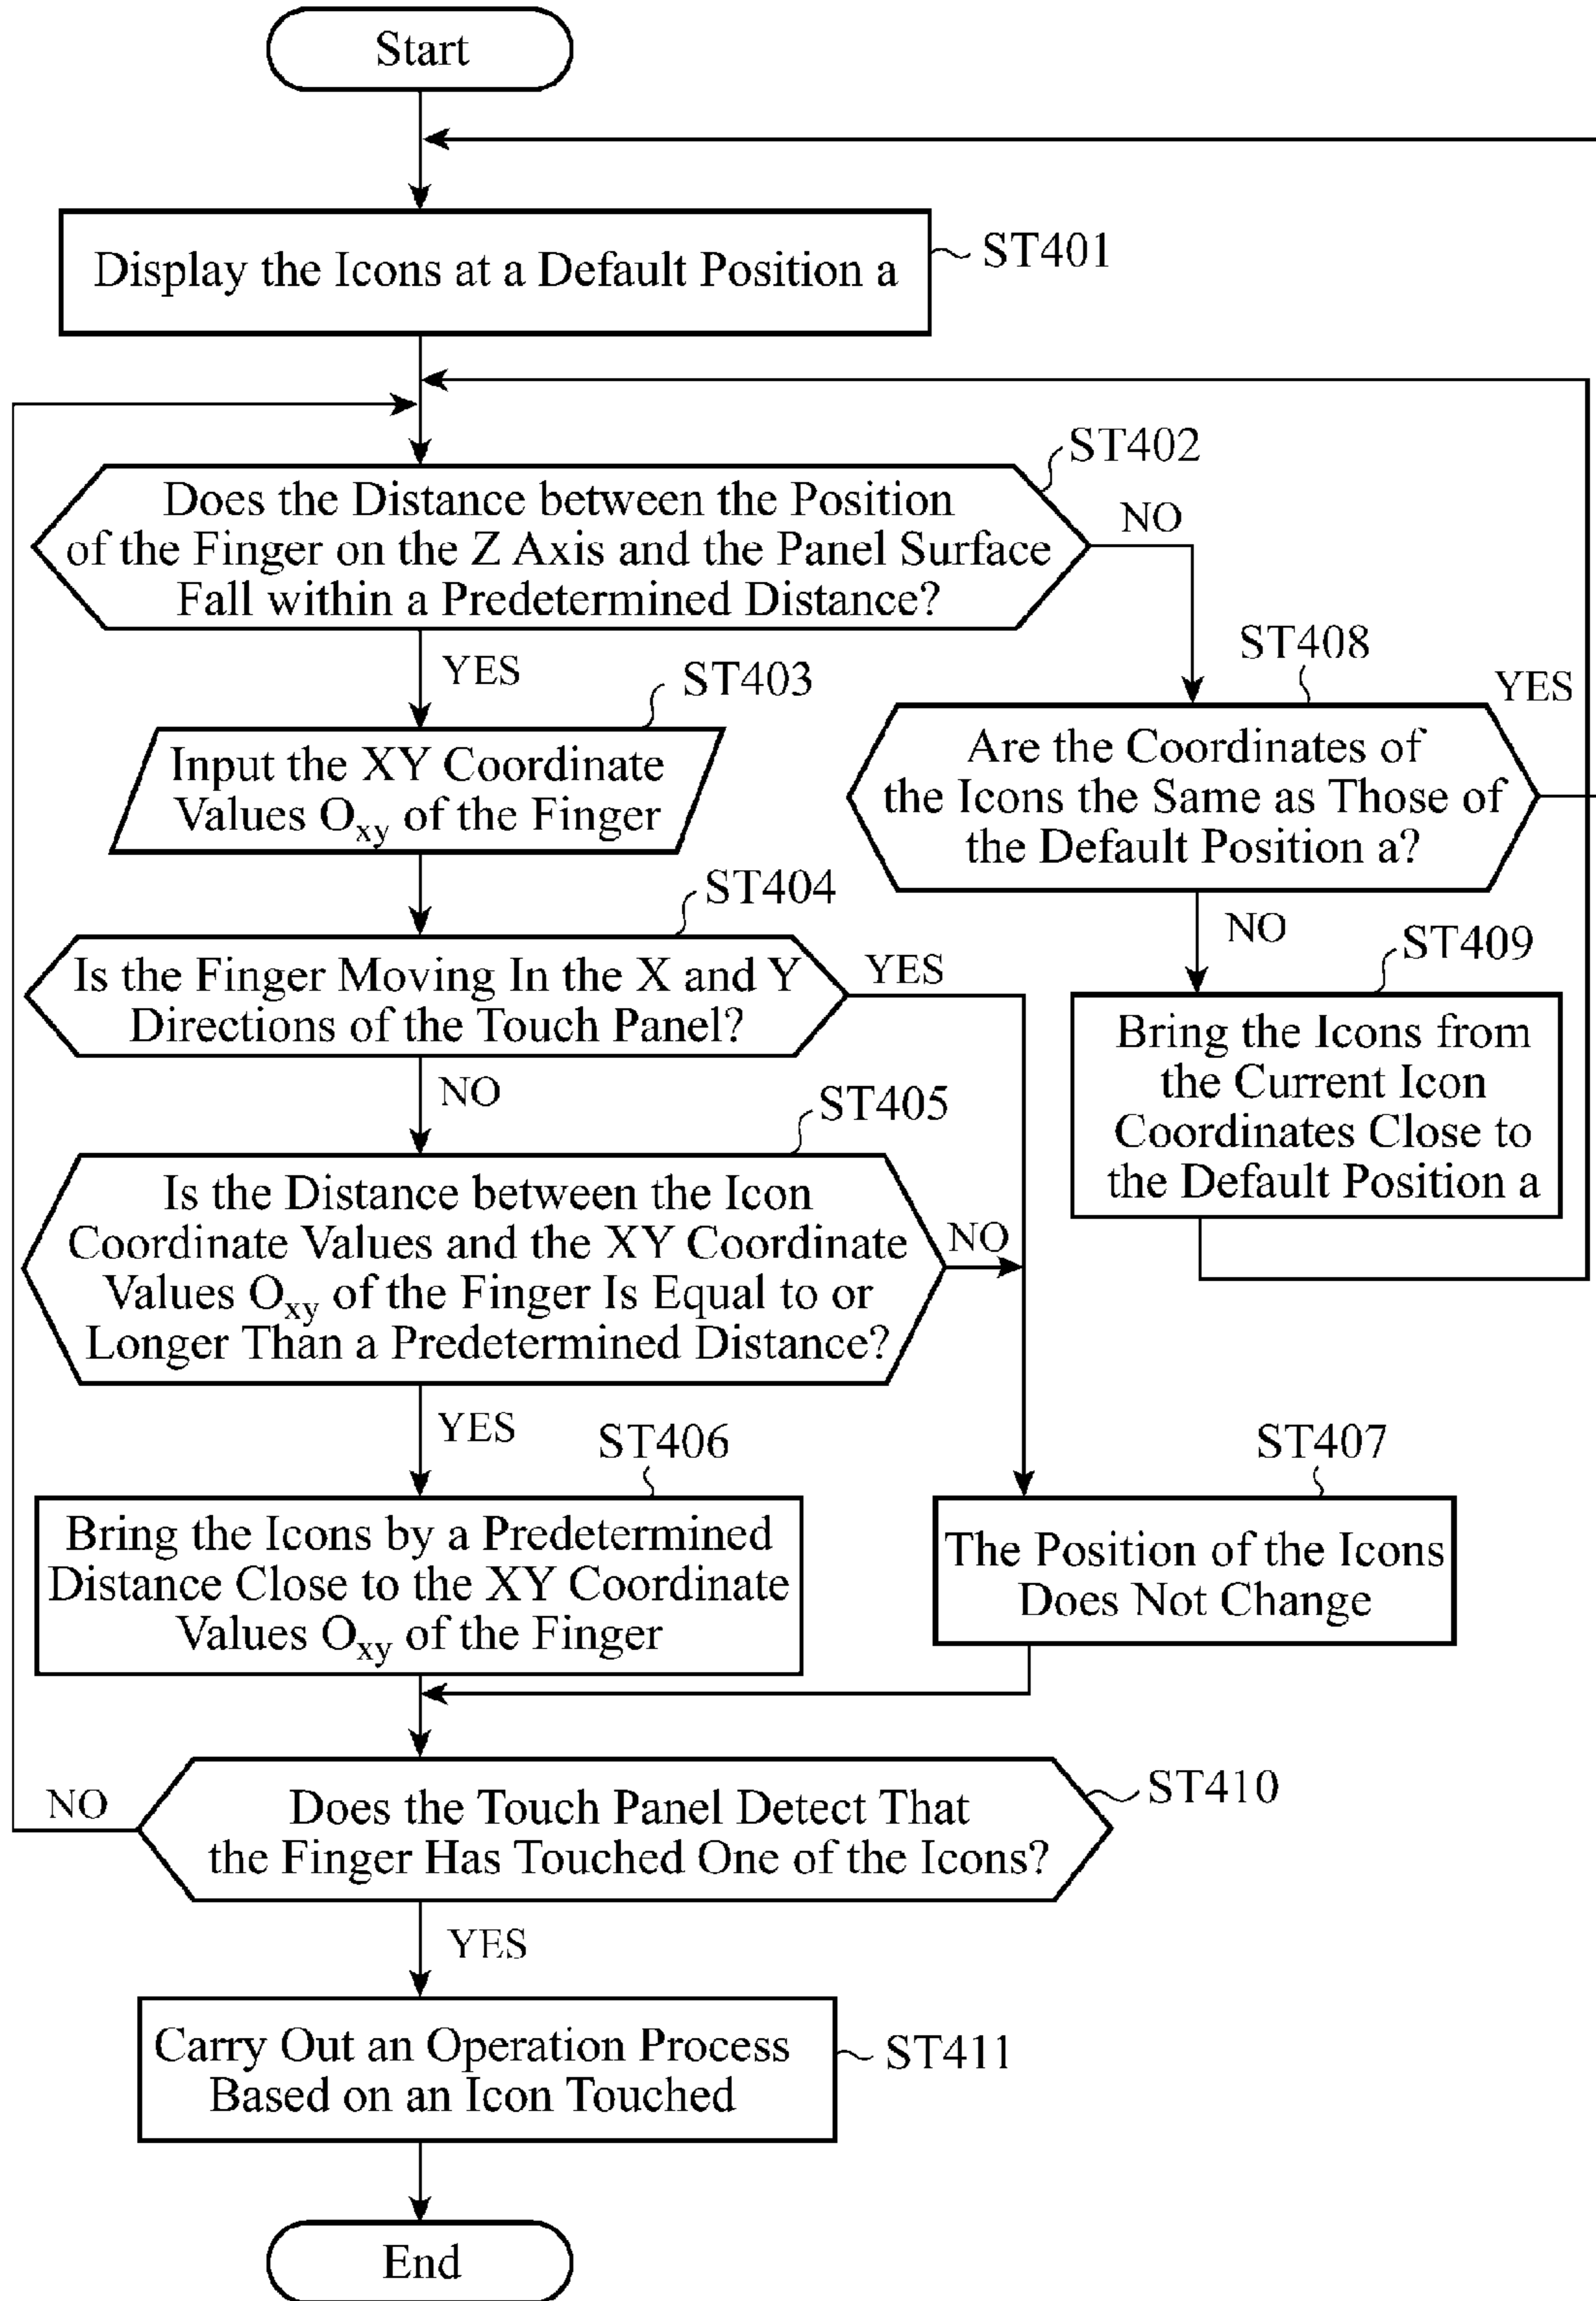 Start
Display the Icons at a Default Position a
ST401
ST402
Does the Distance between the Position
of the Finger on the Z Axis and the Panel Surface
Fall within a Predetermined Distance?
NO
YES
ST403
Input the XY Coordinate
Values Oxy of the Finger
ST408
YES
Are the Coordinates of
the Icons the Same as Those of
the Default Position a?
NO
ST404
Is the Finger Moving In the X and Y
Directions of the Touch Panel?
YES
NO
ST409
Bring the Icons from
the Current Icon
Coordinates Close to
the Default Position a
ST405
Is the Distance between the Icon
Coordinate Values and the XY Coordinate
Values Oxy of the Finger Is Equal to or
Longer Than a Predetermined Distance?
NO
YES
ST406
Bring the Icons by a Predetermined
Distance Close to the XY Coordinate
Values Oxy of the Finger
ST407
The Position of the Icons
Does Not Change
NO
Does the Touch Panel Detect That
the Finger Has Touched One of the Icons?
ST410
YES
Carry Out an Operation Process
Based on an Icon Touched
ST411
End